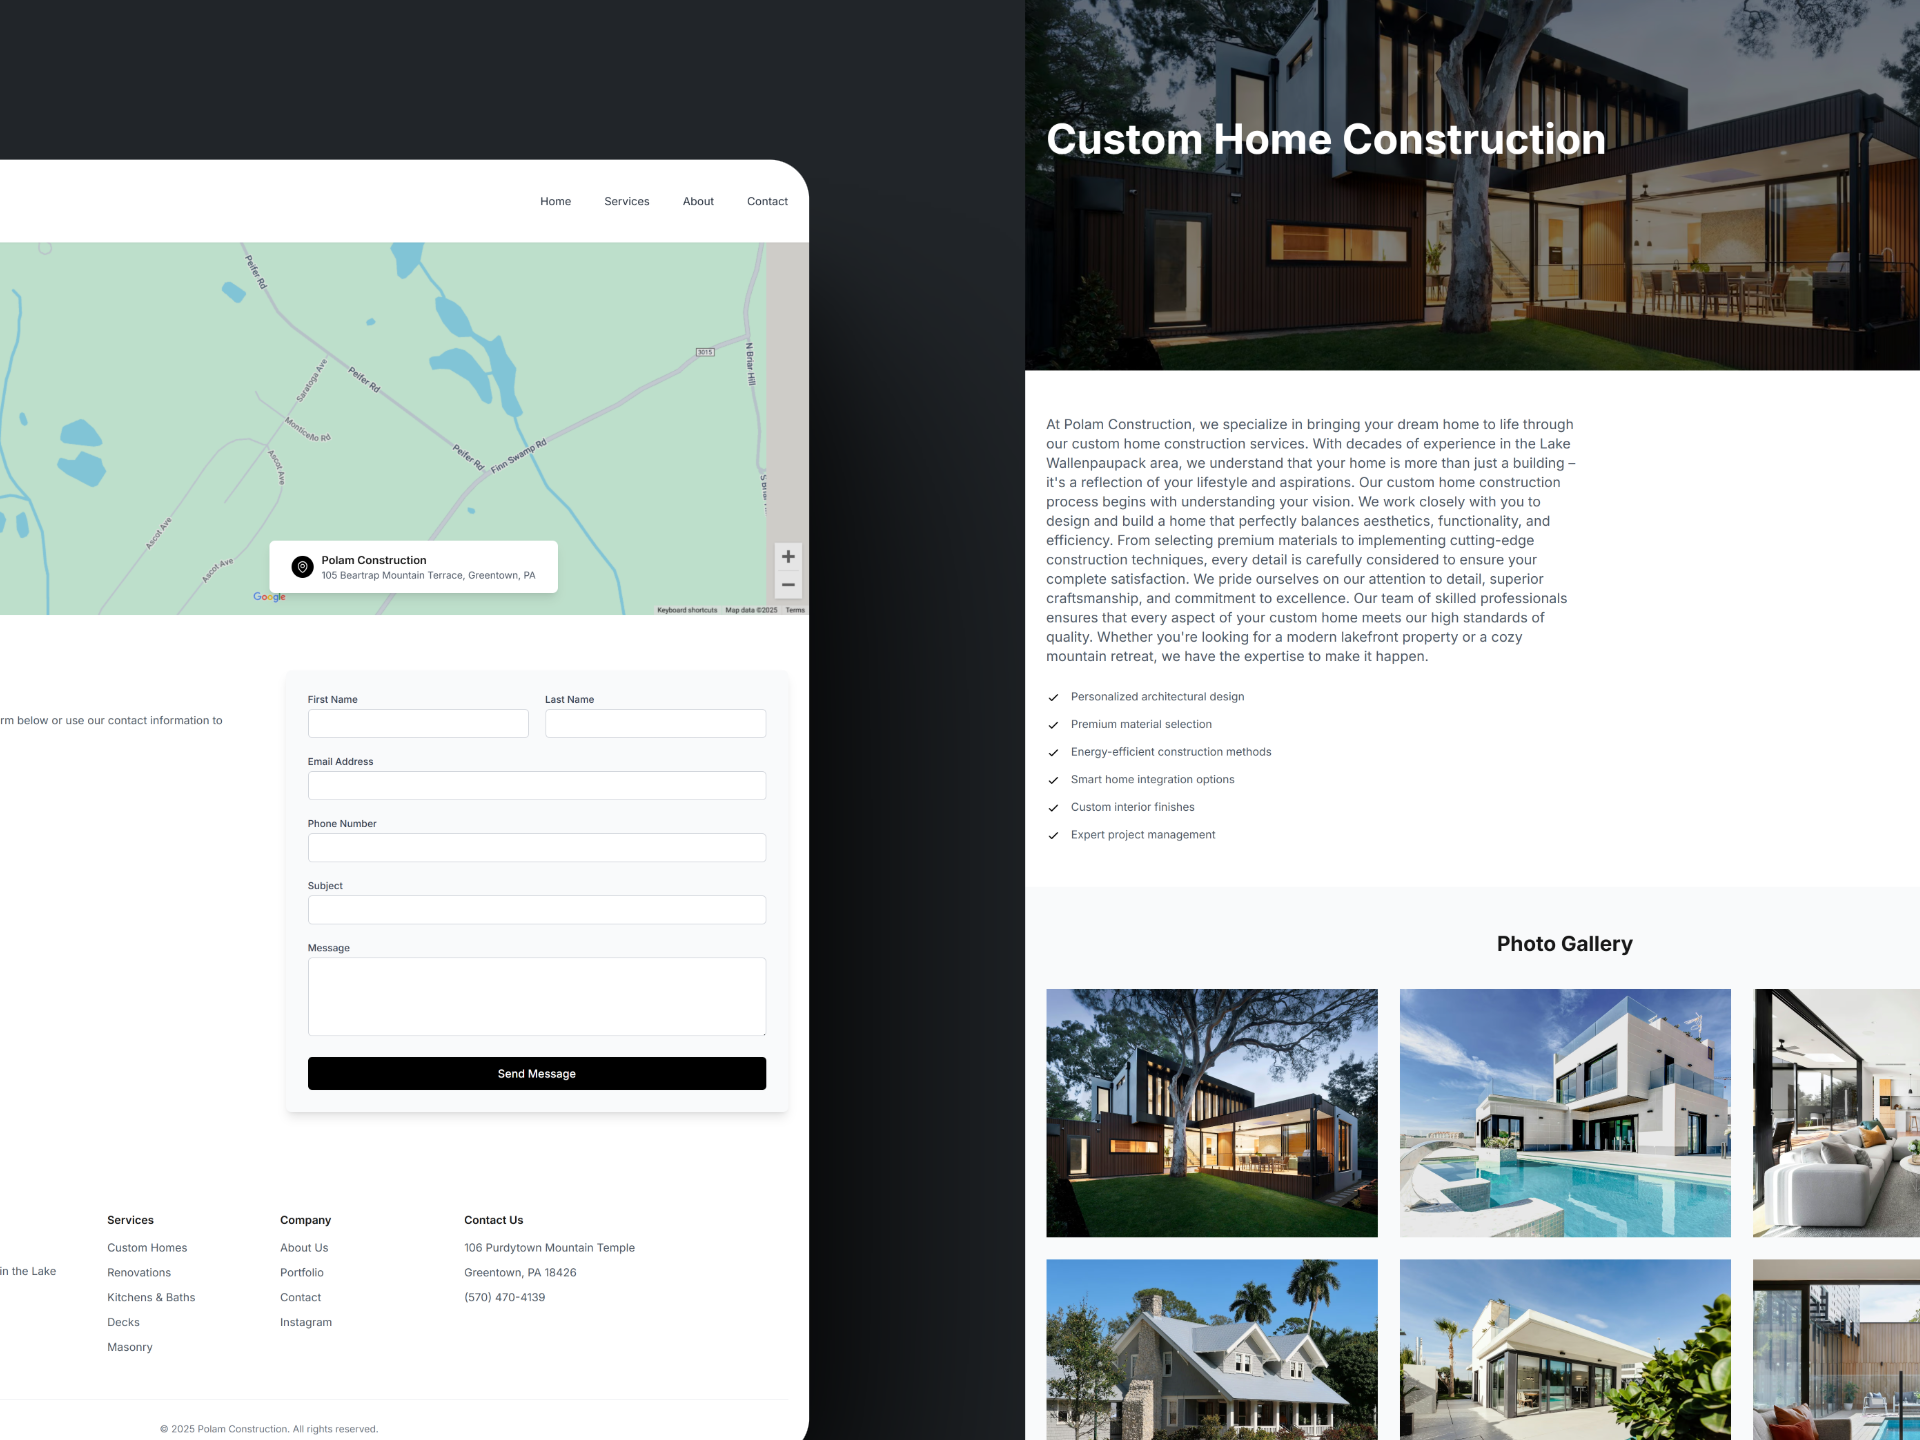 Home
Services
About
Contact
Peifer Rd
Saratoga Ave
Peifer Rd
Monticello Rd
Ascot Ave
Peifer Rd
Finn Swamp Rd
3015
N Briar Hill
Ascot Ave
Ascot Ave
Polam Construction
105 Beartrap Mountain Terrace, Greentown, PA
Google
Keyboard shortcuts
Map data ©2025
Terms
rm below or use our contact information to
First Name
Last Name
Email Address
Phone Number
Subject
Message
Send Message
in the Lake
Services
Custom Homes
Renovations
Kitchens & Baths
Decks
Masonry
Company
About Us
Portfolio
Contact
Instagram
Contact Us
106 Purdytown Mountain Temple
Greentown, PA 18426
(570) 470-4139
© 2025 Polam Construction. All rights reserved.
Custom Home Construction
At Polam Construction, we specialize in bringing your dream home to life through
our custom home construction services. With decades of experience in the Lake
Wallenpaupack area, we understand that your home is more than just a building –
it's a reflection of your lifestyle and aspirations. Our custom home construction
process begins with understanding your vision. We work closely with you to
design and build a home that perfectly balances aesthetics, functionality, and
efficiency. From selecting premium materials to implementing cutting-edge
construction techniques, every detail is carefully considered to ensure your
complete satisfaction. We pride ourselves on our attention to detail, superior
craftsmanship, and commitment to excellence. Our team of skilled professionals
ensures that every aspect of your custom home meets our high standards of
quality. Whether you're looking for a modern lakefront property or a cozy
mountain retreat, we have the expertise to make it happen.
Personalized architectural design
Premium material selection
Energy-efficient construction methods
Smart home integration options
Custom interior finishes
Expert project management
Photo Gallery